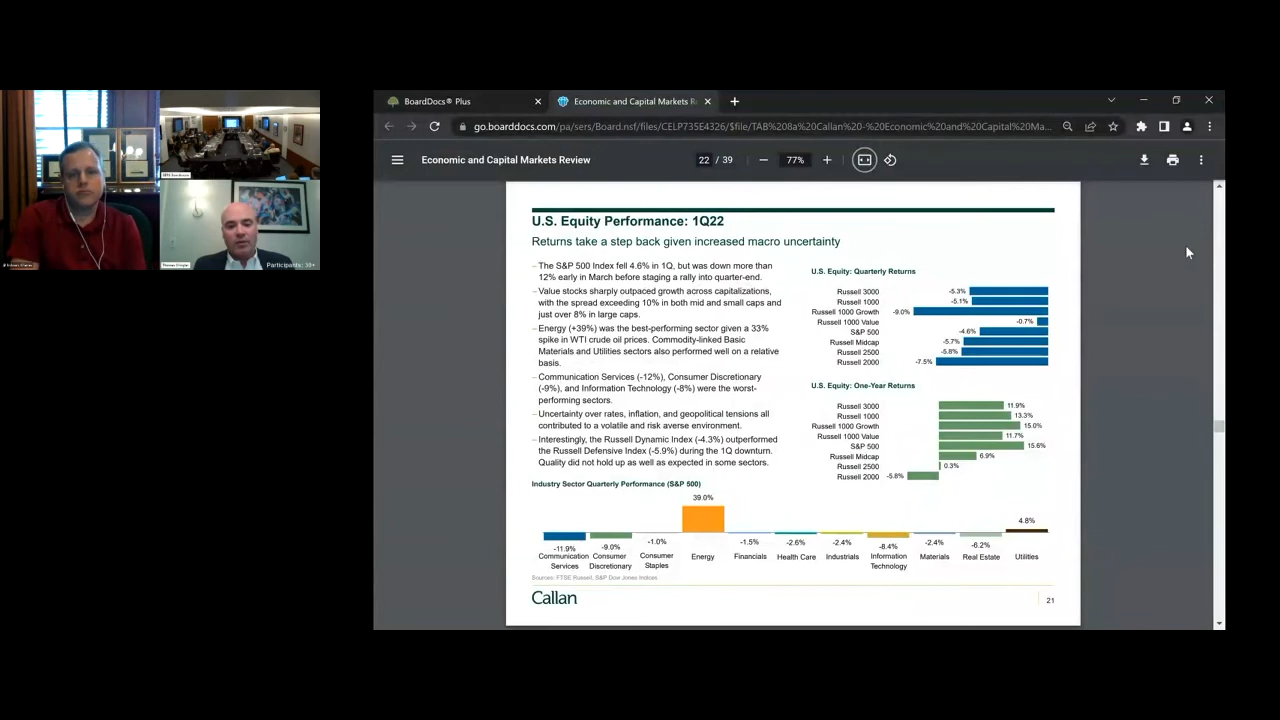 BoardDocs® Plus
Economic and Capital Markets R
go.boarddocs.com/pa/sers/Board.nsf/files/CELP735E4326/$file/TAB%208a%20Callan%20-%20Economic%20and%20Capital%20Ma...
Economic and Capital Markets Review
22 / 39
77%
Participants: 39+
U.S. Equity Performance: 1Q22
Returns take a step back given increased macro uncertainty
– The S&P 500 Index fell 4.6% in 1Q, but was down more than
12% early in March before staging a rally into quarter-end.
– Value stocks sharply outpaced growth across capitalizations,
with the spread exceeding 10% in both mid and small caps and
just over 8% in large caps.
– Energy (+39%) was the best-performing sector given a 33%
spike in WTI crude oil prices. Commodity-linked Basic
Materials and Utilities sectors also performed well on a relative
basis.
– Communication Services (-12%), Consumer Discretionary
(-9%), and Information Technology (-8%) were the worst-
performing sectors.
– Uncertainty over rates, inflation, and geopolitical tensions all
contributed to a volatile and risk averse environment.
– Interestingly, the Russell Dynamic Index (-4.3%) outperformed
the Russell Defensive Index (-5.9%) during the 1Q downturn.
Quality did not hold up as well as expected in some sectors.
U.S. Equity: Quarterly Returns
Russell 3000 -5.3%
Russell 1000 -5.1%
Russell 1000 Growth -9.0%
Russell 1000 Value -0.7%
S&P 500 -4.6%
Russell Midcap -5.7%
Russell 2500 -5.8%
Russell 2000 -7.5%
U.S. Equity: One-Year Returns
Russell 3000 11.9%
Russell 1000 13.3%
Russell 1000 Growth 15.0%
Russell 1000 Value 11.7%
S&P 500 15.6%
Russell Midcap 6.9%
Russell 2500 0.3%
Russell 2000 -5.8%
Industry Sector Quarterly Performance (S&P 500)
39.0%
4.8%
-11.9% -9.0% -1.0% -1.5% -2.6% -2.4% -8.4% -2.4% -6.2%
Communication Consumer Consumer Energy Financials Health Care Industrials Information Materials Real Estate Utilities
Services Discretionary Staples Technology
Sources: FTSE Russell, S&P Dow Jones Indices
Callan
21